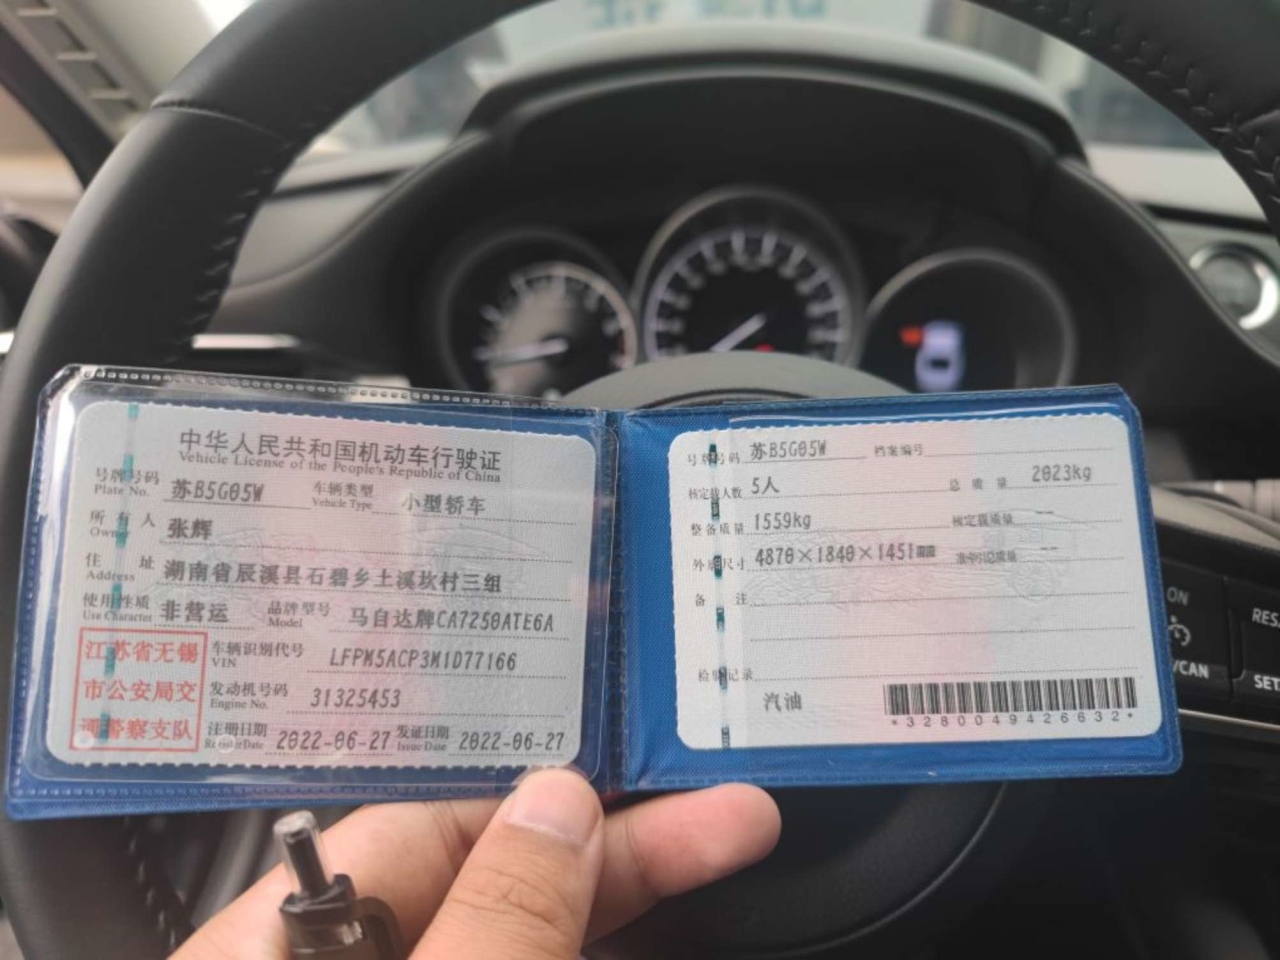 中华人民共和国机动车行驶证
Vehicle License of the People's Republic of China
号牌号码 苏B5G05W 车辆类型 小型轿车
Plate No. Vehicle Type
所有人 张辉
Owner
住址 湖南省辰溪县石碧乡土溪坎村三组
Address
使用性质 非营运 品牌型号 马自达牌CA7250ATE6A
Use Character Model
江苏省无锡
市公安局交
通警察支队
车辆识别代号 LFPM5ACP3M1D77166
VIN
发动机号码 31325453
Engine No.
注册日期 2022-06-27 发证日期 2022-06-27
Register Date Issue Date
号牌号码 苏B5G05W 档案编号
核定载人数 5人 总质量 2023kg
整备质量 1559kg 核定载质量 --
外廓尺寸 4870×1840×1451㎜ 准牵引总质量 --
备注
检验记录
汽油
*3280049426632*
ON
/CAN
RES
SET